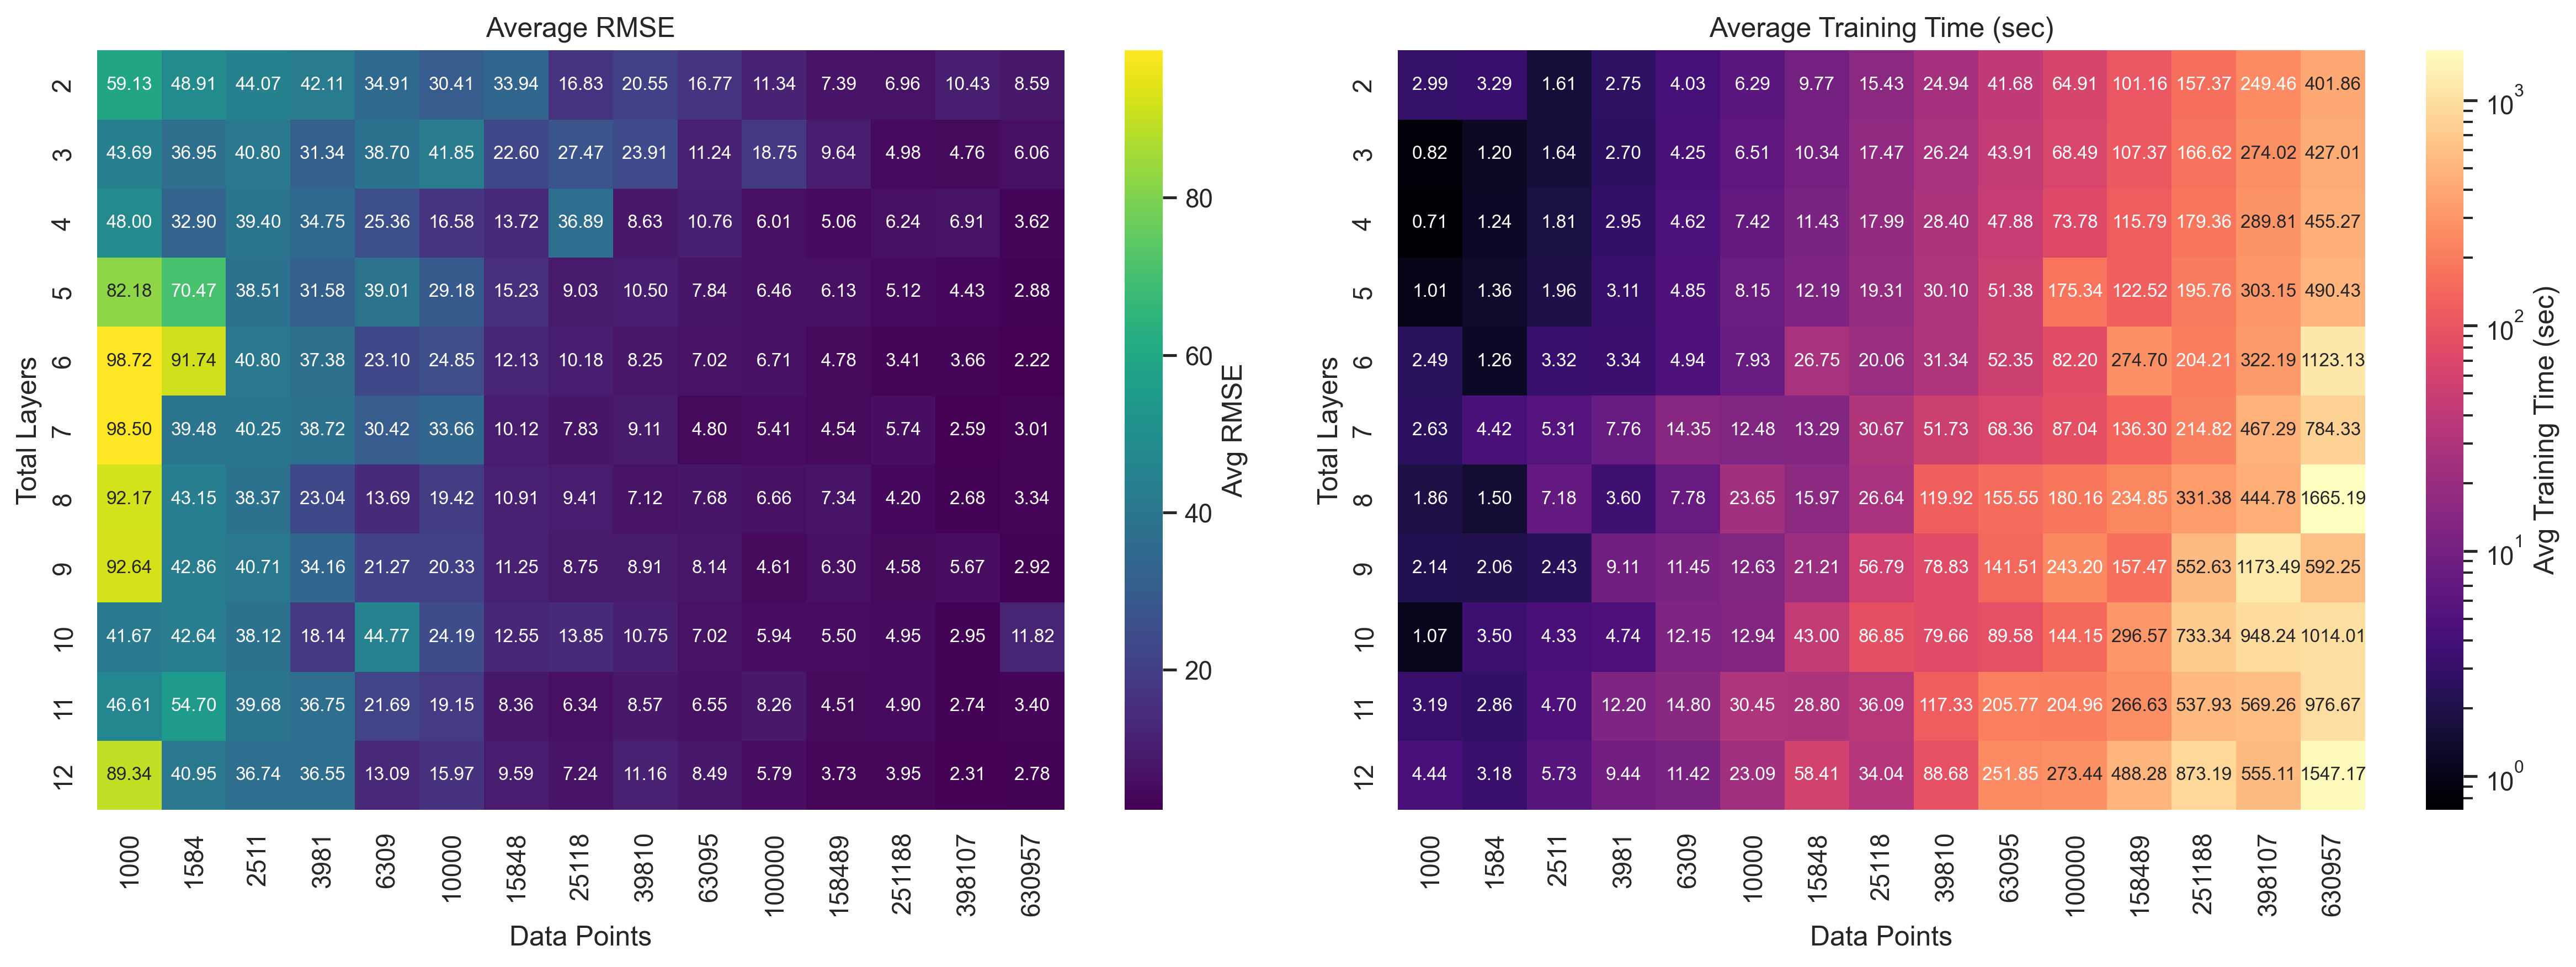 Average RMSE
Total Layers
2 59.13 48.91 44.07 42.11 34.91 30.41 33.94 16.83 20.55 16.77 11.34 7.39 6.96 10.43 8.59
3 43.69 36.95 40.80 31.34 38.70 41.85 22.60 27.47 23.91 11.24 18.75 9.64 4.98 4.76 6.06
4 48.00 32.90 39.40 34.75 25.36 16.58 13.72 36.89 8.63 10.76 6.01 5.06 6.24 6.91 3.62
5 82.18 70.47 38.51 31.58 39.01 29.18 15.23 9.03 10.50 7.84 6.46 6.13 5.12 4.43 2.88
6 98.72 91.74 40.80 37.38 23.10 24.85 12.13 10.18 8.25 7.02 6.71 4.78 3.41 3.66 2.22
7 98.50 39.48 40.25 38.72 30.42 33.66 10.12 7.83 9.11 4.80 5.41 4.54 5.74 2.59 3.01
8 92.17 43.15 38.37 23.04 13.69 19.42 10.91 9.41 7.12 7.68 6.66 7.34 4.20 2.68 3.34
9 92.64 42.86 40.71 34.16 21.27 20.33 11.25 8.75 8.91 8.14 4.61 6.30 4.58 5.67 2.92
10 41.67 42.64 38.12 18.14 44.77 24.19 12.55 13.85 10.75 7.02 5.94 5.50 4.95 2.95 11.82
11 46.61 54.70 39.68 36.75 21.69 19.15 8.36 6.34 8.57 6.55 8.26 4.51 4.90 2.74 3.40
12 89.34 40.95 36.74 36.55 13.09 15.97 9.59 7.24 11.16 8.49 5.79 3.73 3.95 2.31 2.78
1000 1584 2511 3981 6309 10000 15848 25118 39810 63095 100000 158489 251188 398107 630957
Data Points
80
60
40
20
Avg RMSE
Average Training Time (sec)
Total Layers
2 2.99 3.29 1.61 2.75 4.03 6.29 9.77 15.43 24.94 41.68 64.91 101.16 157.37 249.46 401.86
3 0.82 1.20 1.64 2.70 4.25 6.51 10.34 17.47 26.24 43.91 68.49 107.37 166.62 274.02 427.01
4 0.71 1.24 1.81 2.95 4.62 7.42 11.43 17.99 28.40 47.88 73.78 115.79 179.36 289.81 455.27
5 1.01 1.36 1.96 3.11 4.85 8.15 12.19 19.31 30.10 51.38 175.34 122.52 195.76 303.15 490.43
6 2.49 1.26 3.32 3.34 4.94 7.93 26.75 20.06 31.34 52.35 82.20 274.70 204.21 322.19 1123.13
7 2.63 4.42 5.31 7.76 14.35 12.48 13.29 30.67 51.73 68.36 87.04 136.30 214.82 467.29 784.33
8 1.86 1.50 7.18 3.60 7.78 23.65 15.97 26.64 119.92 155.55 180.16 234.85 331.38 444.78 1665.19
9 2.14 2.06 2.43 9.11 11.45 12.63 21.21 56.79 78.83 141.51 243.20 157.47 552.63 1173.49 592.25
10 1.07 3.50 4.33 4.74 12.15 12.94 43.00 86.85 79.66 89.58 144.15 296.57 733.34 948.24 1014.01
11 3.19 2.86 4.70 12.20 14.80 30.45 28.80 36.09 117.33 205.77 204.96 266.63 537.93 569.26 976.67
12 4.44 3.18 5.73 9.44 11.42 23.09 58.41 34.04 88.68 251.85 273.44 488.28 873.19 555.11 1547.17
1000 1584 2511 3981 6309 10000 15848 25118 39810 63095 100000 158489 251188 398107 630957
Data Points
10³
10²
10¹
10⁰
Avg Training Time (sec)